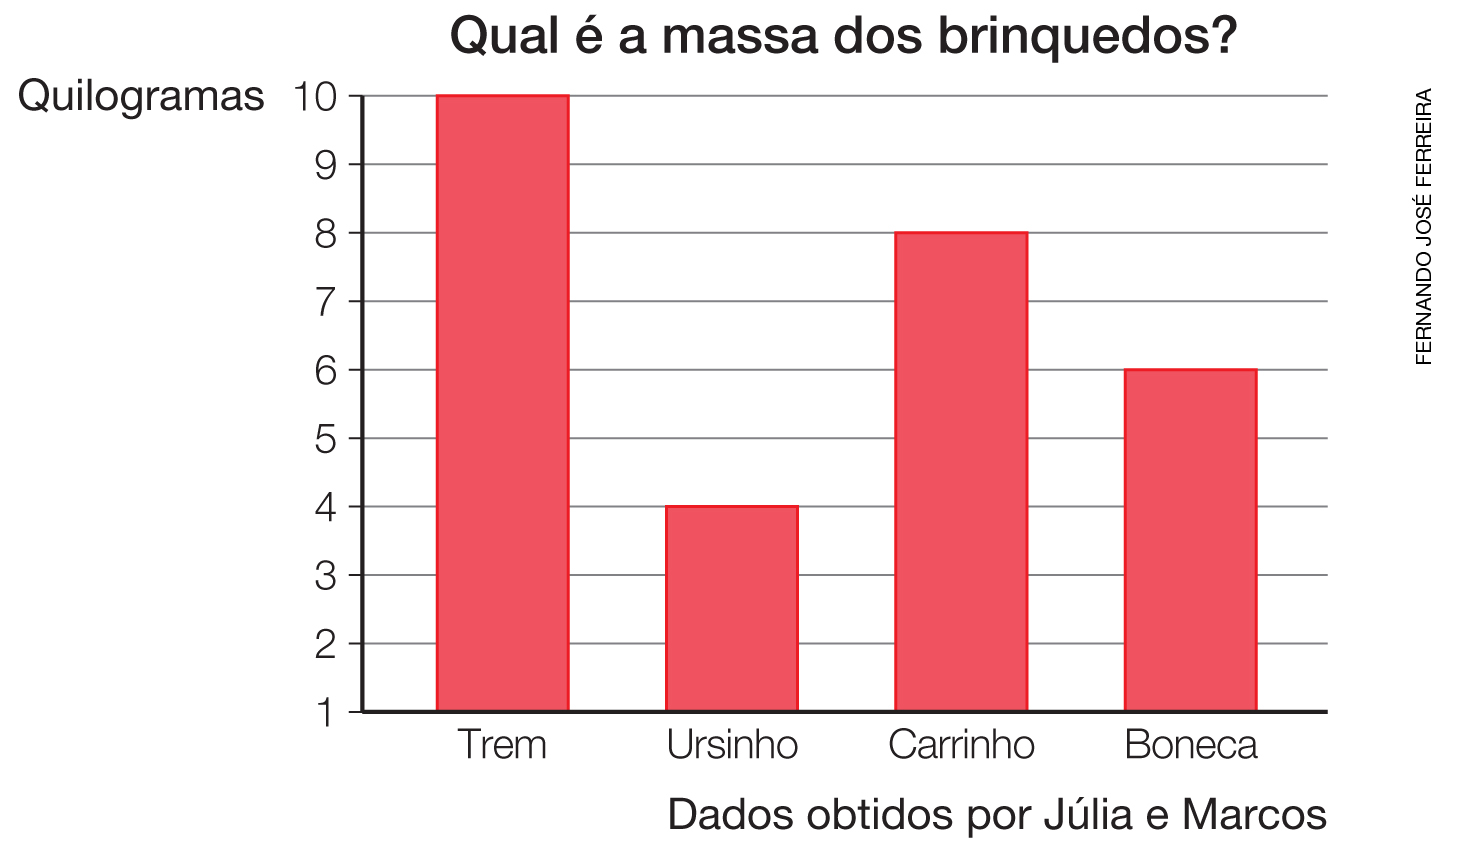 Qual é a massa dos brinquedos?
Quilogramas
10
9
8
7
6
5
4
3
2
1
Trem Ursinho Carrinho Boneca
Dados obtidos por Júlia e Marcos
FERNANDO JOSÉ FERREIRA